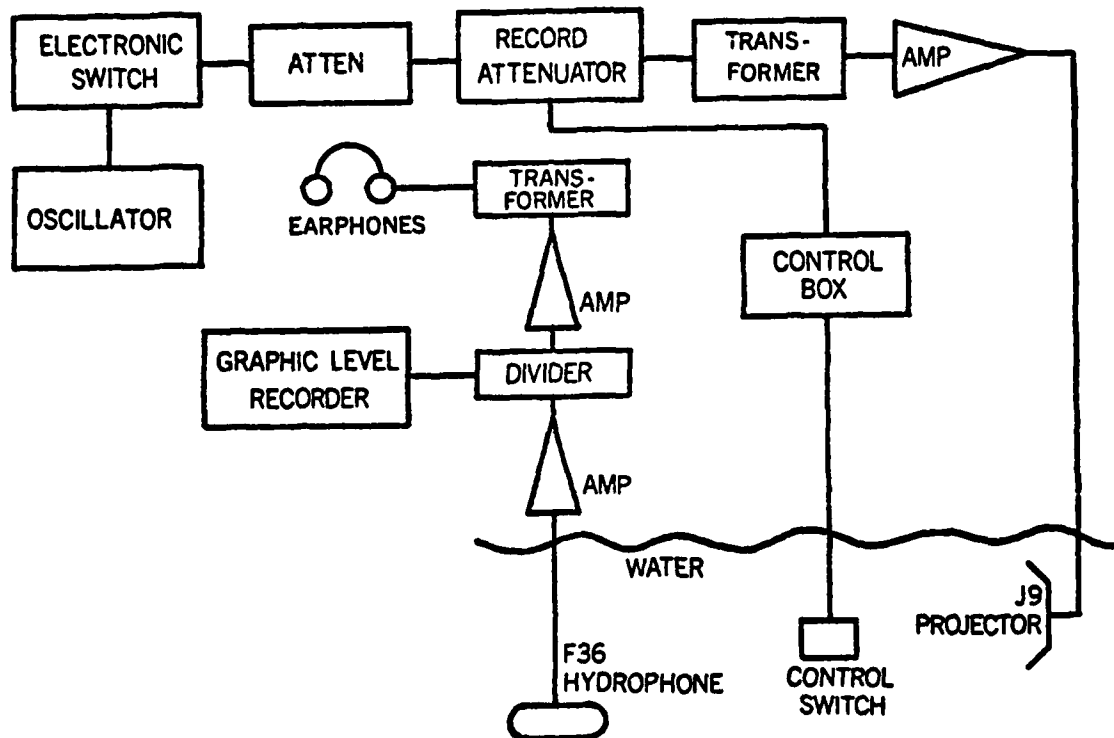 ELECTRONIC
SWITCH
ATTEN
RECORD
ATTENUATOR
TRANS-
FORMER
AMP
OSCILLATOR
EARPHONES
TRANS-
FORMER
CONTROL
BOX
AMP
GRAPHIC LEVEL
RECORDER
DIVIDER
AMP
WATER
J9
PROJECTOR
F36
HYDROPHONE
CONTROL
SWITCH